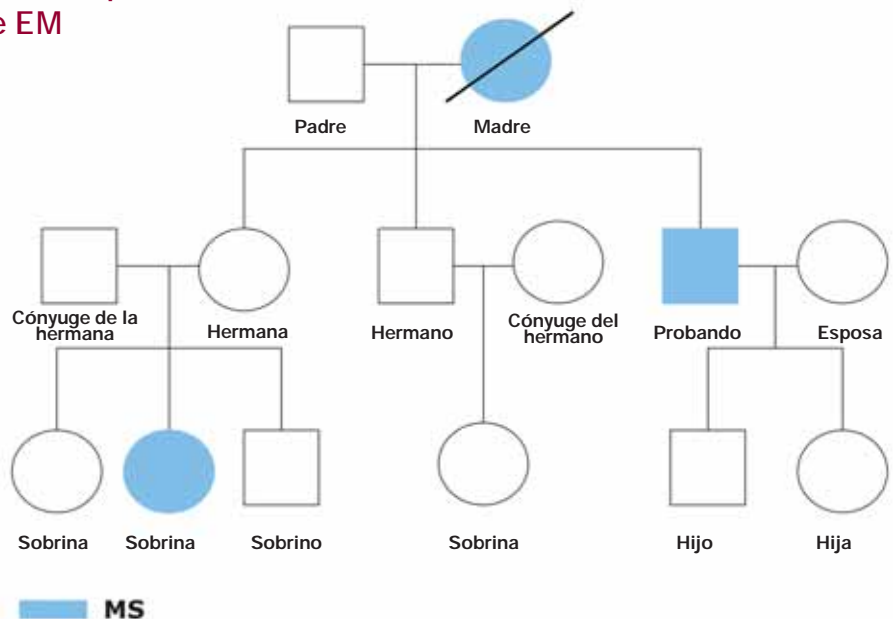 e EM
Padre
Madre
Cónyuge de la
hermana
Hermana
Hermano
Cónyuge del
hermano
Probando
Esposa
Sobrina
Sobrina
Sobrino
Sobrina
Hijo
Hija
MS